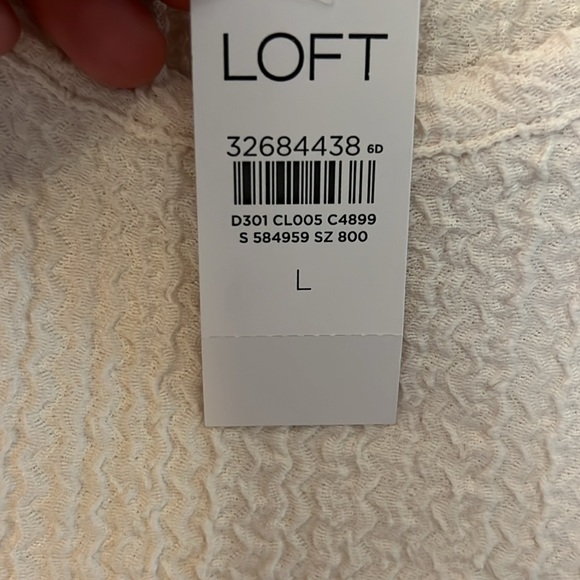 LOFT
32684438 6D
D301 CL005 C4899
S 584959 SZ 800
L